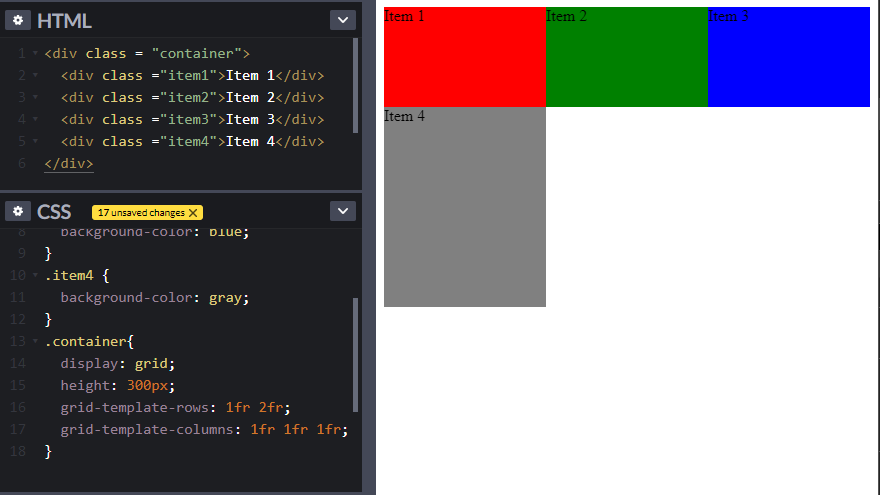 HTML
1 <div class = "container">
2 <div class ="item1">Item 1</div>
3 <div class ="item2">Item 2</div>
4 <div class ="item3">Item 3</div>
5 <div class ="item4">Item 4</div>
6 </div>
CSS 17 unsaved changes
8 background-color: blue;
9 }
10 .item4 {
11 background-color: gray;
12 }
13 .container{
14 display: grid;
15 height: 300px;
16 grid-template-rows: 1fr 2fr;
17 grid-template-columns: 1fr 1fr 1fr;
18 }
Item 1 Item 2 Item 3
Item 4